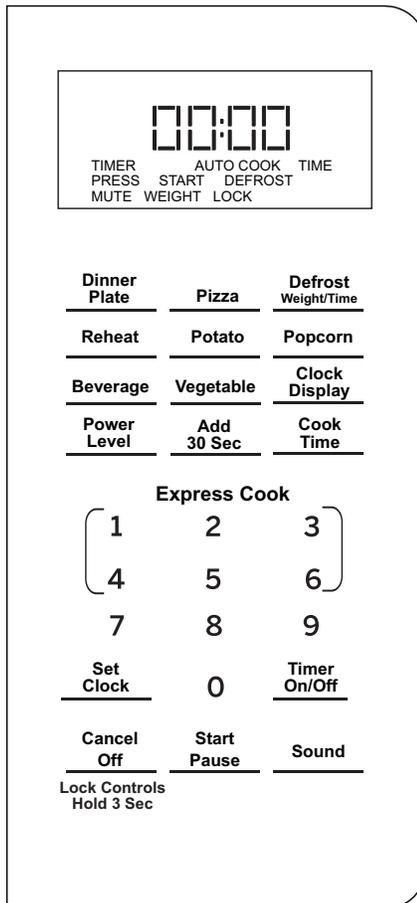 00:00
TIMER AUTO COOK TIME
PRESS START DEFROST
MUTE WEIGHT LOCK
Dinner
Plate
Pizza
Defrost
Weight/Time
Reheat
Potato
Popcorn
Beverage
Vegetable
Clock
Display
Power
Level
Add
30 Sec
Cook
Time
Express Cook
1 2 3
4 5 6
7 8 9
Set
Clock
0
Timer
On/Off
Cancel
Off
Start
Pause
Sound
Lock Controls
Hold 3 Sec